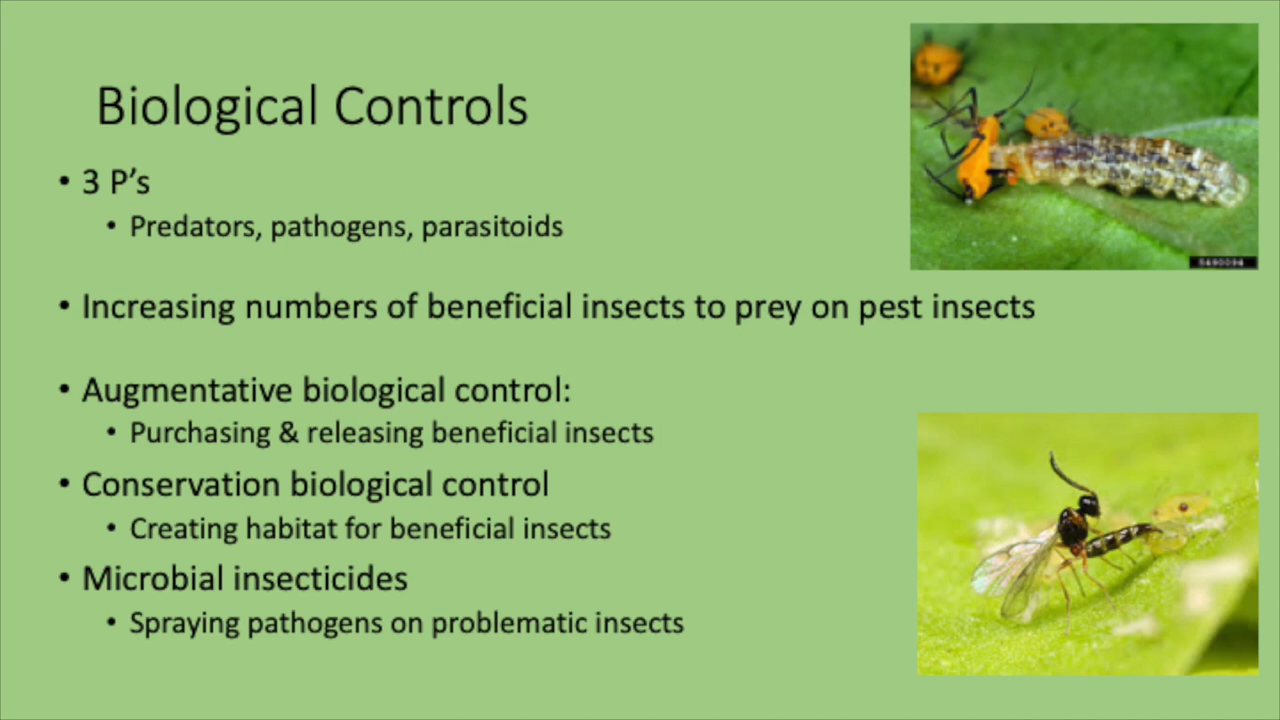 Biological Controls
• 3 P's
• Predators, pathogens, parasitoids
• Increasing numbers of beneficial insects to prey on pest insects
• Augmentative biological control:
• Purchasing & releasing beneficial insects
• Conservation biological control
• Creating habitat for beneficial insects
• Microbial insecticides
• Spraying pathogens on problematic insects